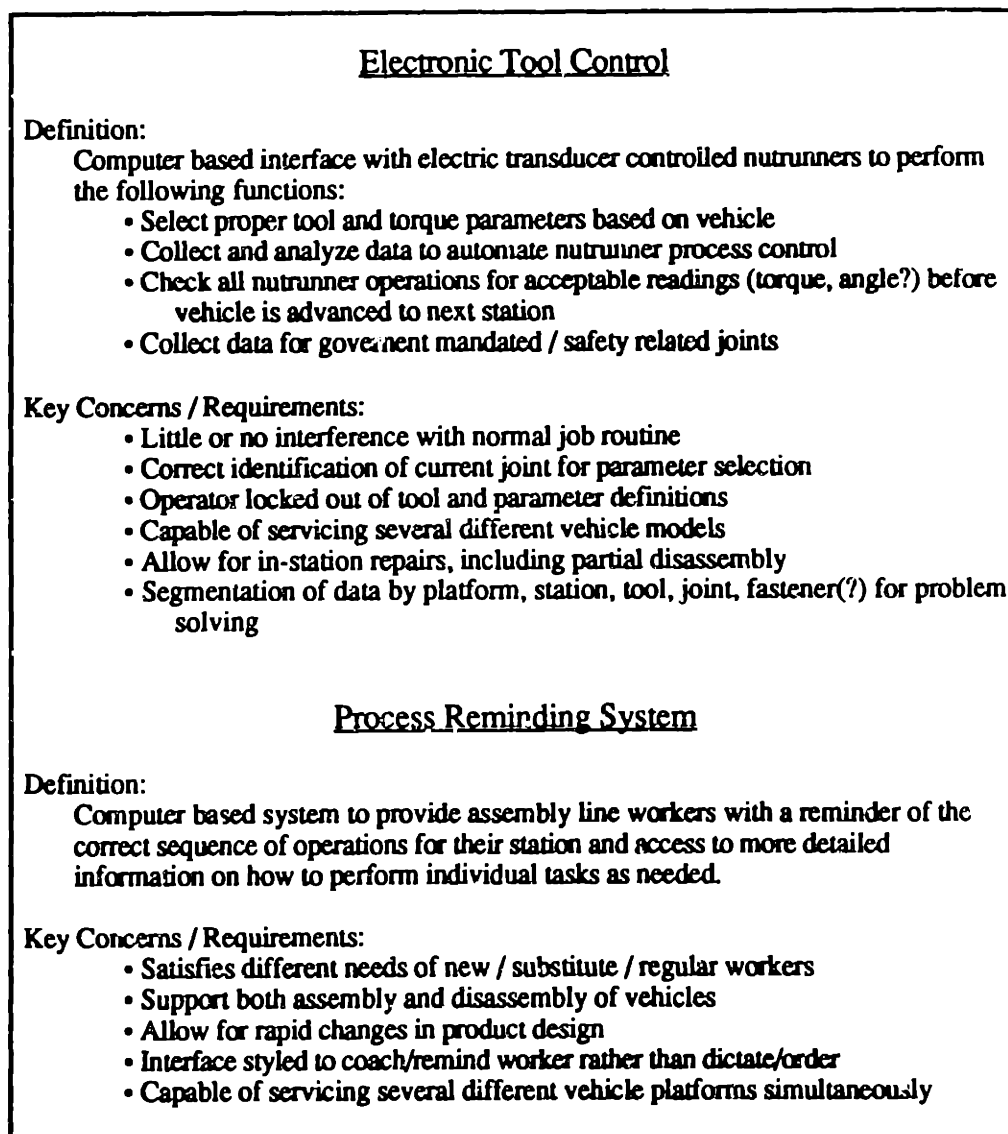 Electronic Tool Control
Definition:
Computer based interface with electric transducer controlled nutrunners to perform
the following functions:
• Select proper tool and torque parameters based on vehicle
• Collect and analyze data to automate nutrunner process control
• Check all nutrunner operations for acceptable readings (torque, angle?) before
vehicle is advanced to next station
• Collect data for govement mandated / safety related joints
Key Concerns / Requirements:
• Little or no interference with normal job routine
• Correct identification of current joint for parameter selection
• Operator locked out of tool and parameter definitions
• Capable of servicing several different vehicle models
• Allow for in-station repairs, including partial disassembly
• Segmentation of data by platform, station, tool, joint, fastener(?) for problem
solving
Process Reminding System
Definition:
Computer based system to provide assembly line workers with a reminder of the
correct sequence of operations for their station and access to more detailed
information on how to perform individual tasks as needed.
Key Concerns / Requirements:
• Satisfies different needs of new / substitute / regular workers
• Support both assembly and disassembly of vehicles
• Allow for rapid changes in product design
• Interface styled to coach/remind worker rather than dictate/order
• Capable of servicing several different vehicle platforms simultaneously